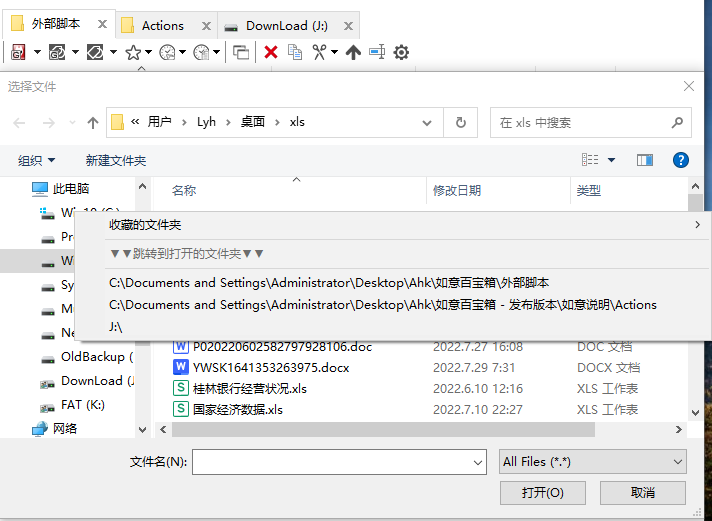 外部脚本
Actions
DownLoad (J:)
选择文件
« 用户 › Lyh › 桌面 › xls
在 xls 中搜索
组织
新建文件夹
此电脑
名称
修改日期
类型
收藏的文件夹
▼▼跳转到打开的文件夹▼▼
C:\Documents and Settings\Administrator\Desktop\Ahk\如意百宝箱\外部脚本
C:\Documents and Settings\Administrator\Desktop\Ahk\如意百宝箱 - 发布版本\如意说明\Actions
J:\
P020220602582797928106.doc
2022.7.27 16:08
DOC 文档
OldBackup (
YWSK1641353263975.docx
2022.7.29 7:31
DOCX 文档
DownLoad (J
桂林银行经营状况.xls
2022.6.10 12:16
XLS 工作表
FAT (K:)
国家经济数据.xls
2022.7.10 22:27
XLS 工作表
网络
文件名(N):
All Files (*.*)
打开(O)
取消